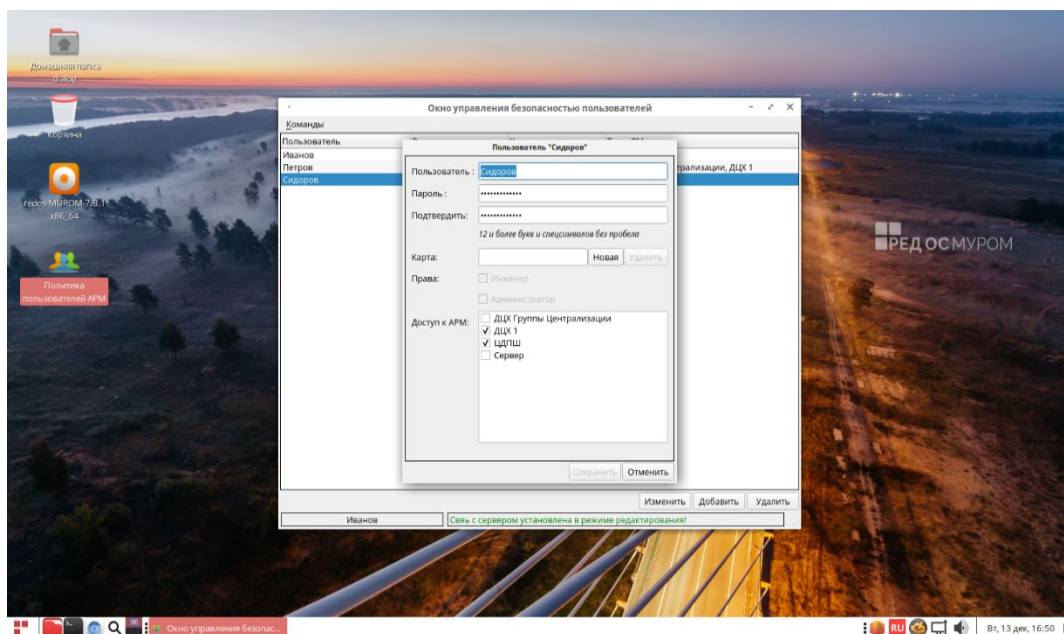 Домашняя папка
dialog
Корзина
redos-MUROM-7.3.1
x86_64
Политика
пользователей АРМ
РЕД ОС МУРОМ
Окно управления безопасностью пользователей
Команды
Пользователь
Иванов
Петров
трализации, ДЦХ 1
Сидоров
Пользователь "Сидоров"
Пользователь : Сидоров
Пароль : •••••••••••••
Подтвердить: •••••••••••••
12 и более букв и спецсимволов без пробела
Карта: Новая Удалить
Права: Инженер
Администратор
Доступ к АРМ: ДЦХ Группы Централизации
ДЦХ 1
ЦДПШ
Сервер
Сохранить Отменить
Изменить Добавить Удалить
Иванов Свяь с сервером установлена в режиме редактирования!
Окно управления безопас...
RU Вт, 13 дек, 16:50